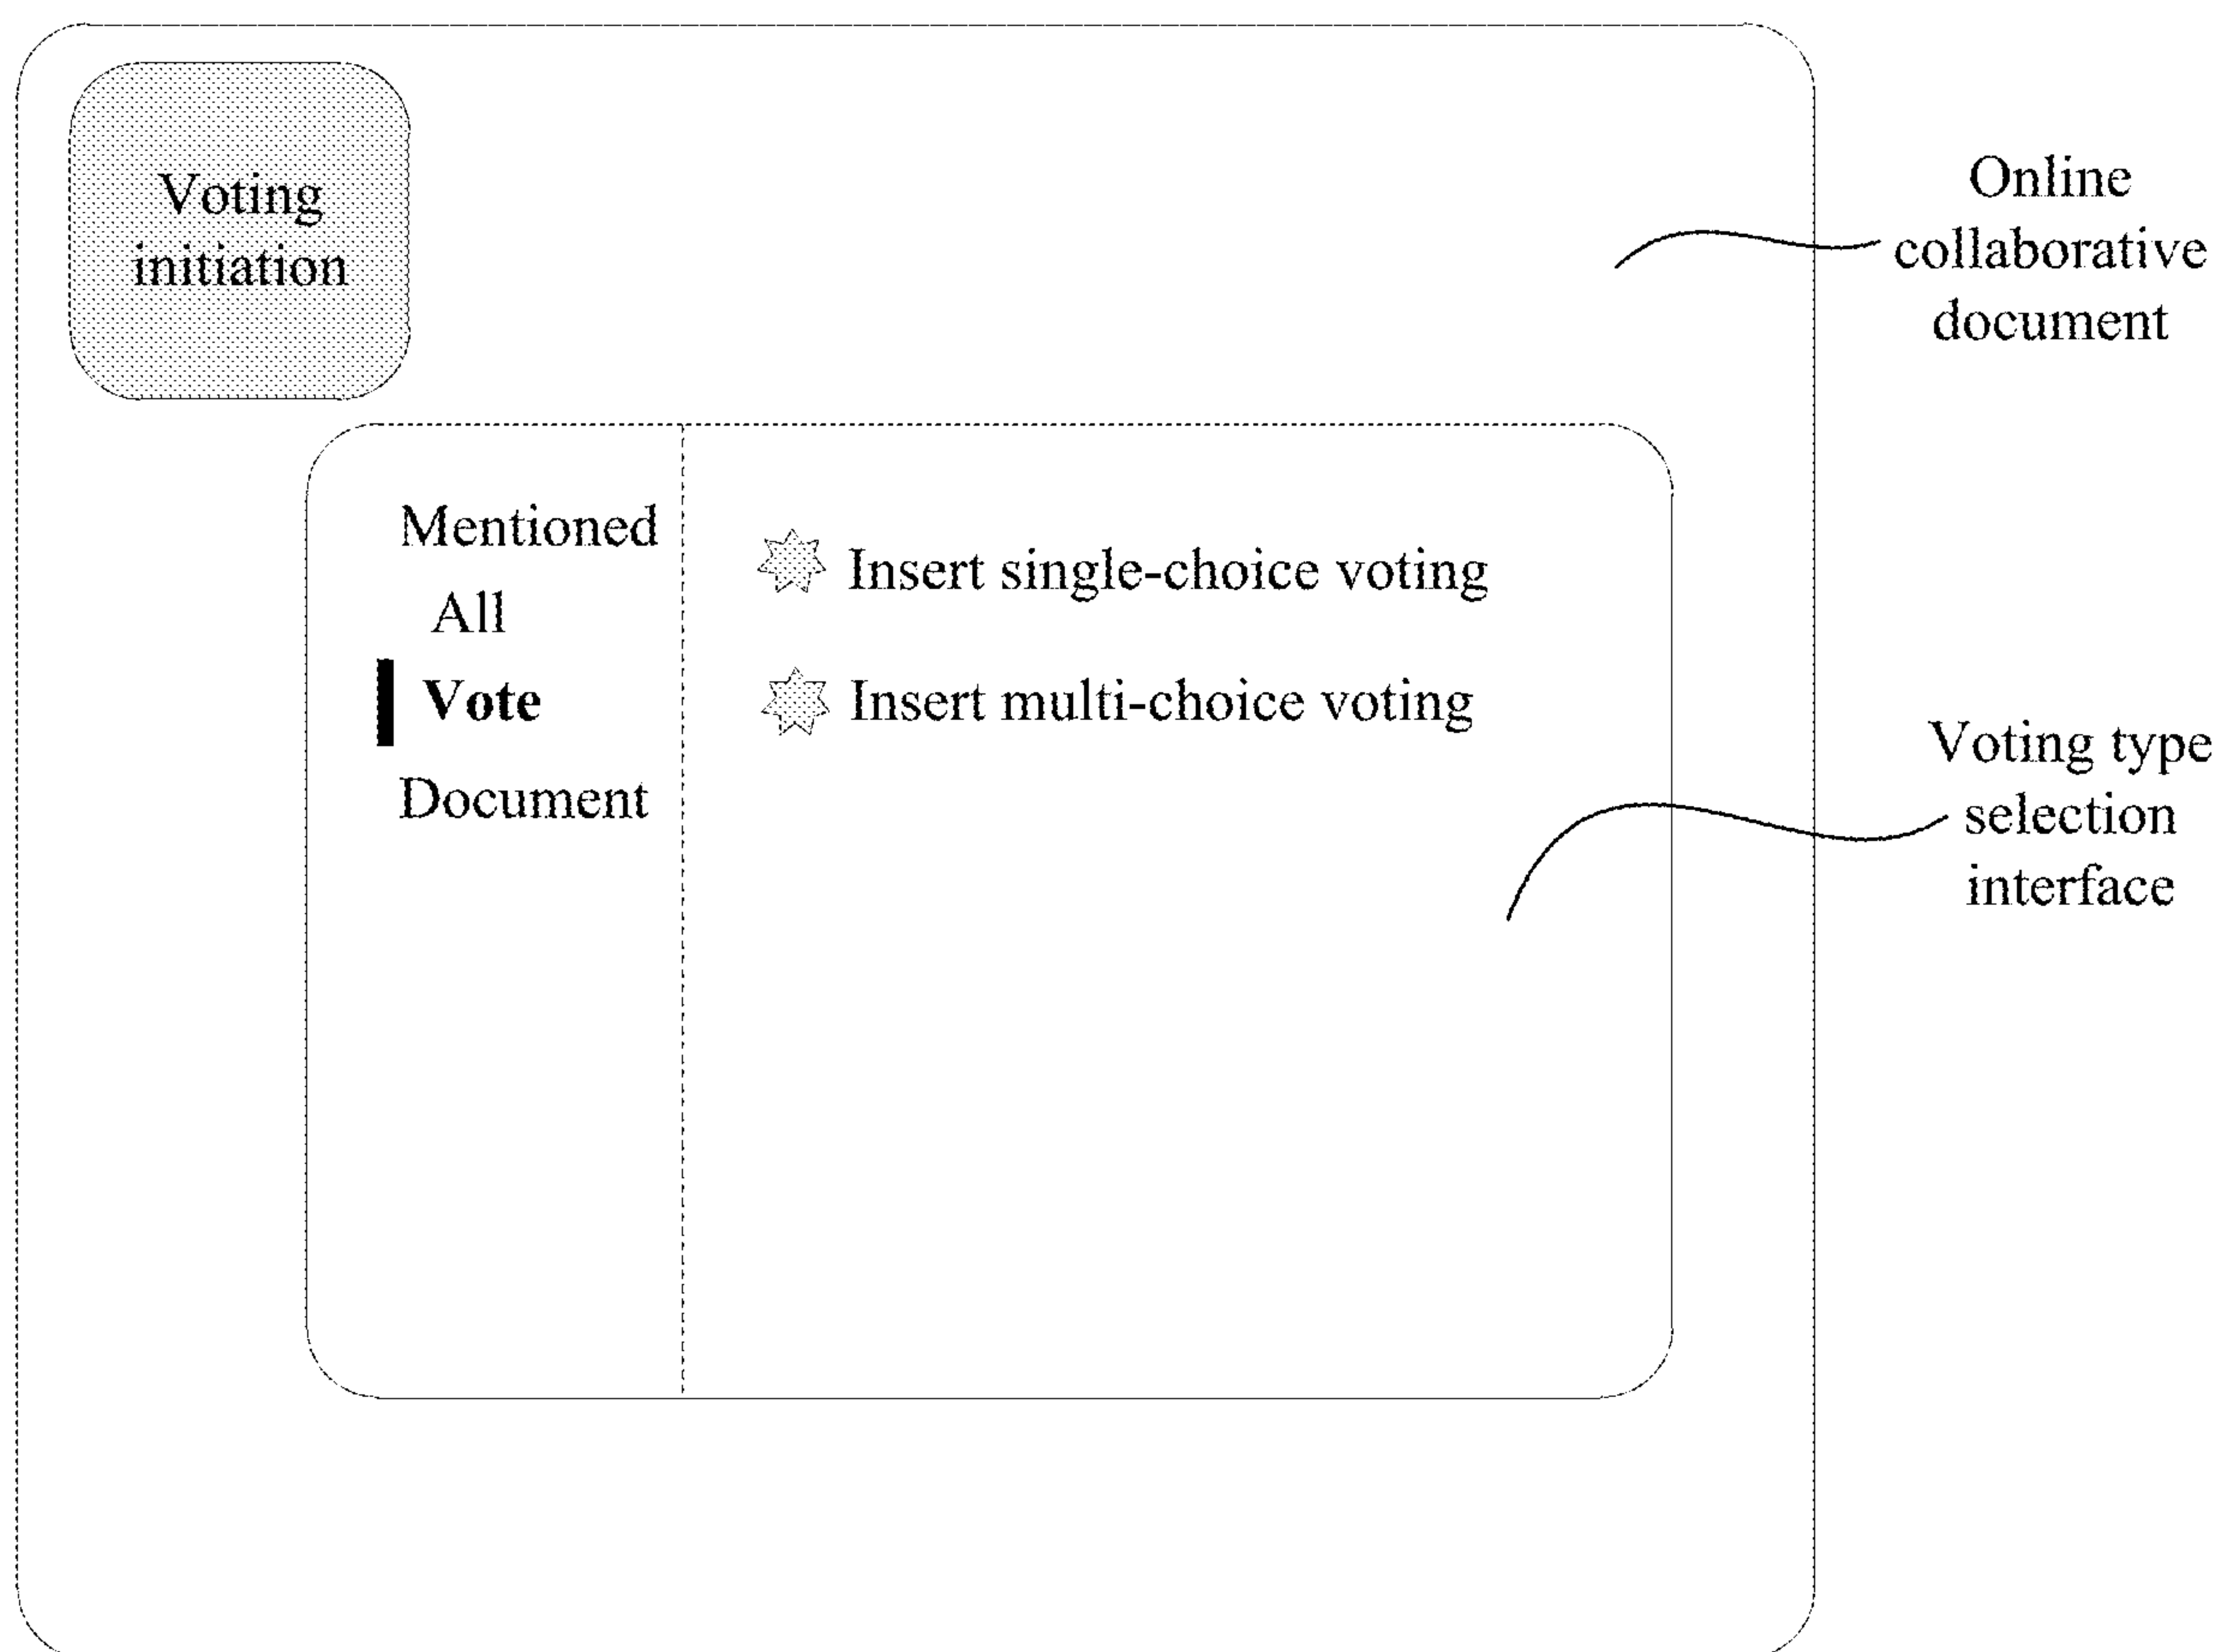 Voting
initiation
Online
collaborative
document
Mentioned
All
Vote
Document
Insert single-choice voting
Insert multi-choice voting
Voting type
selection
interface